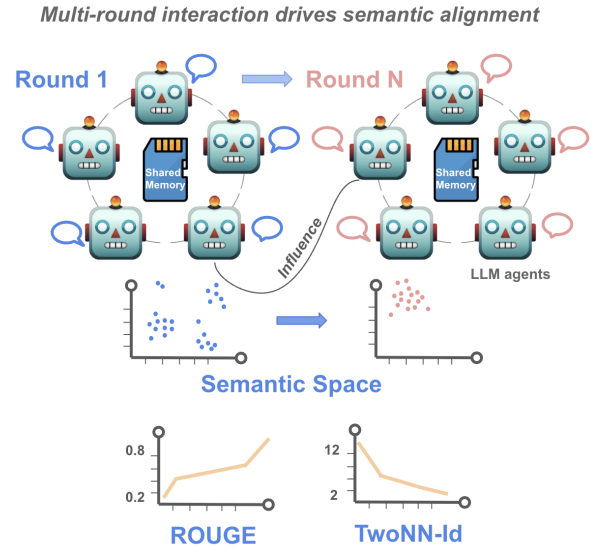 Multi-round interaction drives semantic alignment
Round 1
Round N
Shared
Memory
Shared
Memory
Influence
LLM agents
Semantic Space
0.8
0.2
ROUGE
12
2
TwoNN-Id